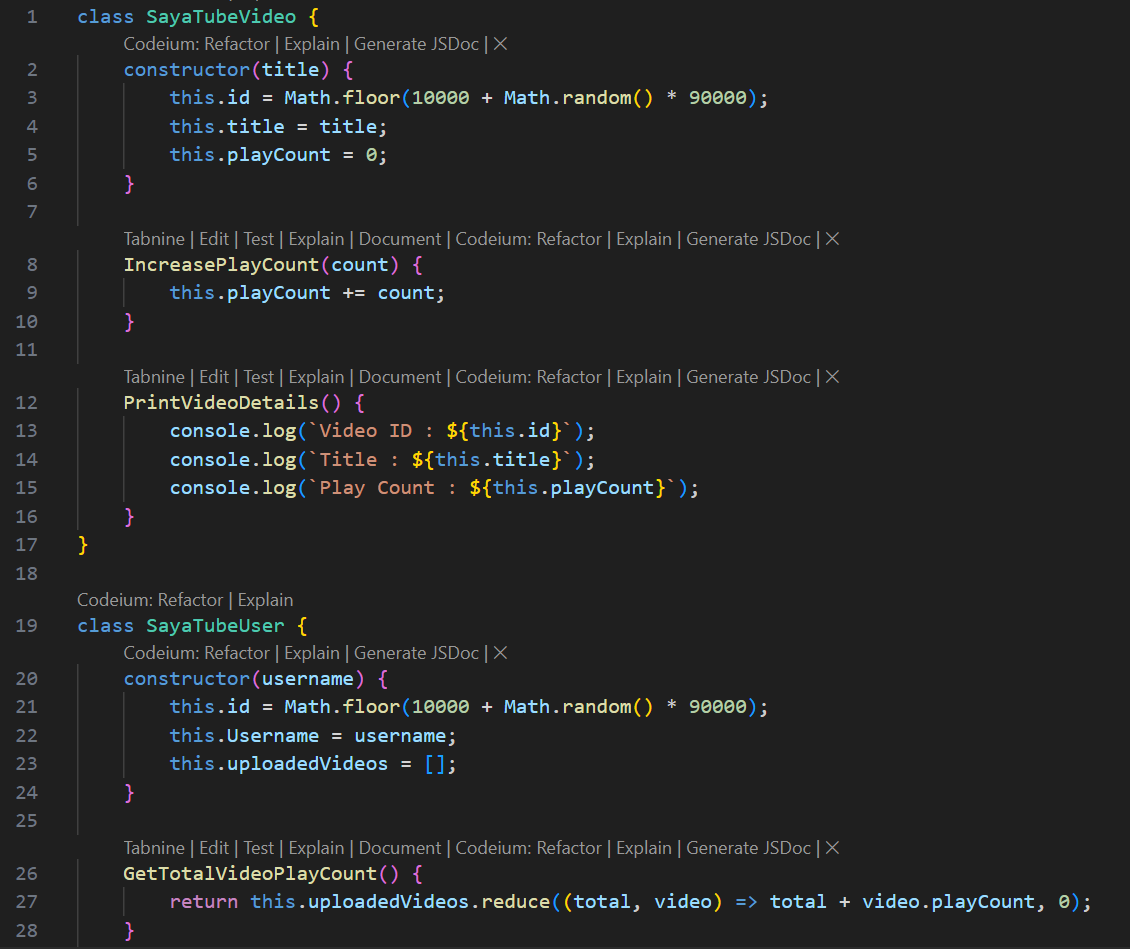 1 class SayaTubeVideo {
Codeium: Refactor | Explain | Generate JSDoc | ×
2 constructor(title) {
3 this.id = Math.floor(10000 + Math.random() * 90000);
4 this.title = title;
5 this.playCount = 0;
6 }
7
Tabnine | Edit | Test | Explain | Document | Codeium: Refactor | Explain | Generate JSDoc | ×
8 IncreasePlayCount(count) {
9 this.playCount += count;
10 }
11
Tabnine | Edit | Test | Explain | Document | Codeium: Refactor | Explain | Generate JSDoc | ×
12 PrintVideoDetails() {
13 console.log(`Video ID : ${this.id}`);
14 console.log(`Title : ${this.title}`);
15 console.log(`Play Count : ${this.playCount}`);
16 }
17 }
18
Codeium: Refactor | Explain
19 class SayaTubeUser {
Codeium: Refactor | Explain | Generate JSDoc | ×
20 constructor(username) {
21 this.id = Math.floor(10000 + Math.random() * 90000);
22 this.Username = username;
23 this.uploadedVideos = [];
24 }
25
Tabnine | Edit | Test | Explain | Document | Codeium: Refactor | Explain | Generate JSDoc | ×
26 GetTotalVideoPlayCount() {
27 return this.uploadedVideos.reduce((total, video) => total + video.playCount, 0);
28 }